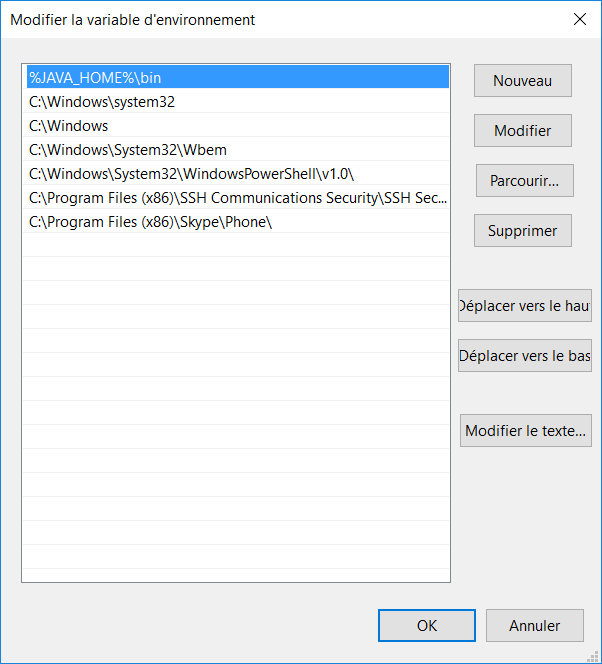 Modifier la variable d'environnement
%JAVA_HOME%\bin
C:\Windows\system32
C:\Windows
C:\Windows\System32\Wbem
C:\Windows\System32\WindowsPowerShell\v1.0\
C:\Program Files (x86)\SSH Communications Security\SSH Sec...
C:\Program Files (x86)\Skype\Phone\
Nouveau
Modifier
Parcourir...
Supprimer
Déplacer vers le hau
Déplacer vers le bas
Modifier le texte...
OK
Annuler